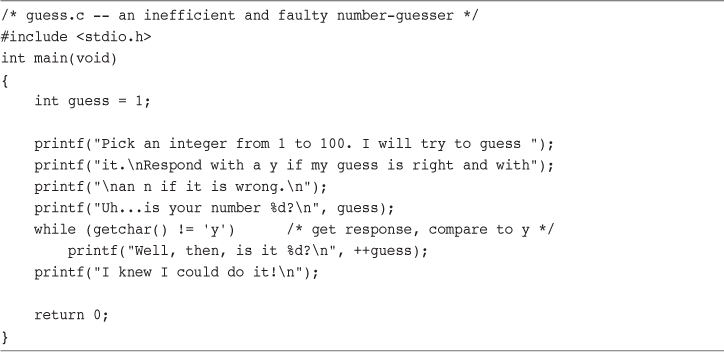 /* guess.c -- an inefficient and faulty number-guesser */
#include <stdio.h>
int main(void)
{
    int guess = 1;

    printf("Pick an integer from 1 to 100. I will try to guess ");
    printf("it.\nRespond with a y if my guess is right and with");
    printf("\nan n if it is wrong.\n");
    printf("Uh...is your number %d?\n", guess);
    while (getchar() != 'y')      /* get response, compare to y */
        printf("Well, then, is it %d?\n", ++guess);
    printf("I knew I could do it!\n");

    return 0;
}